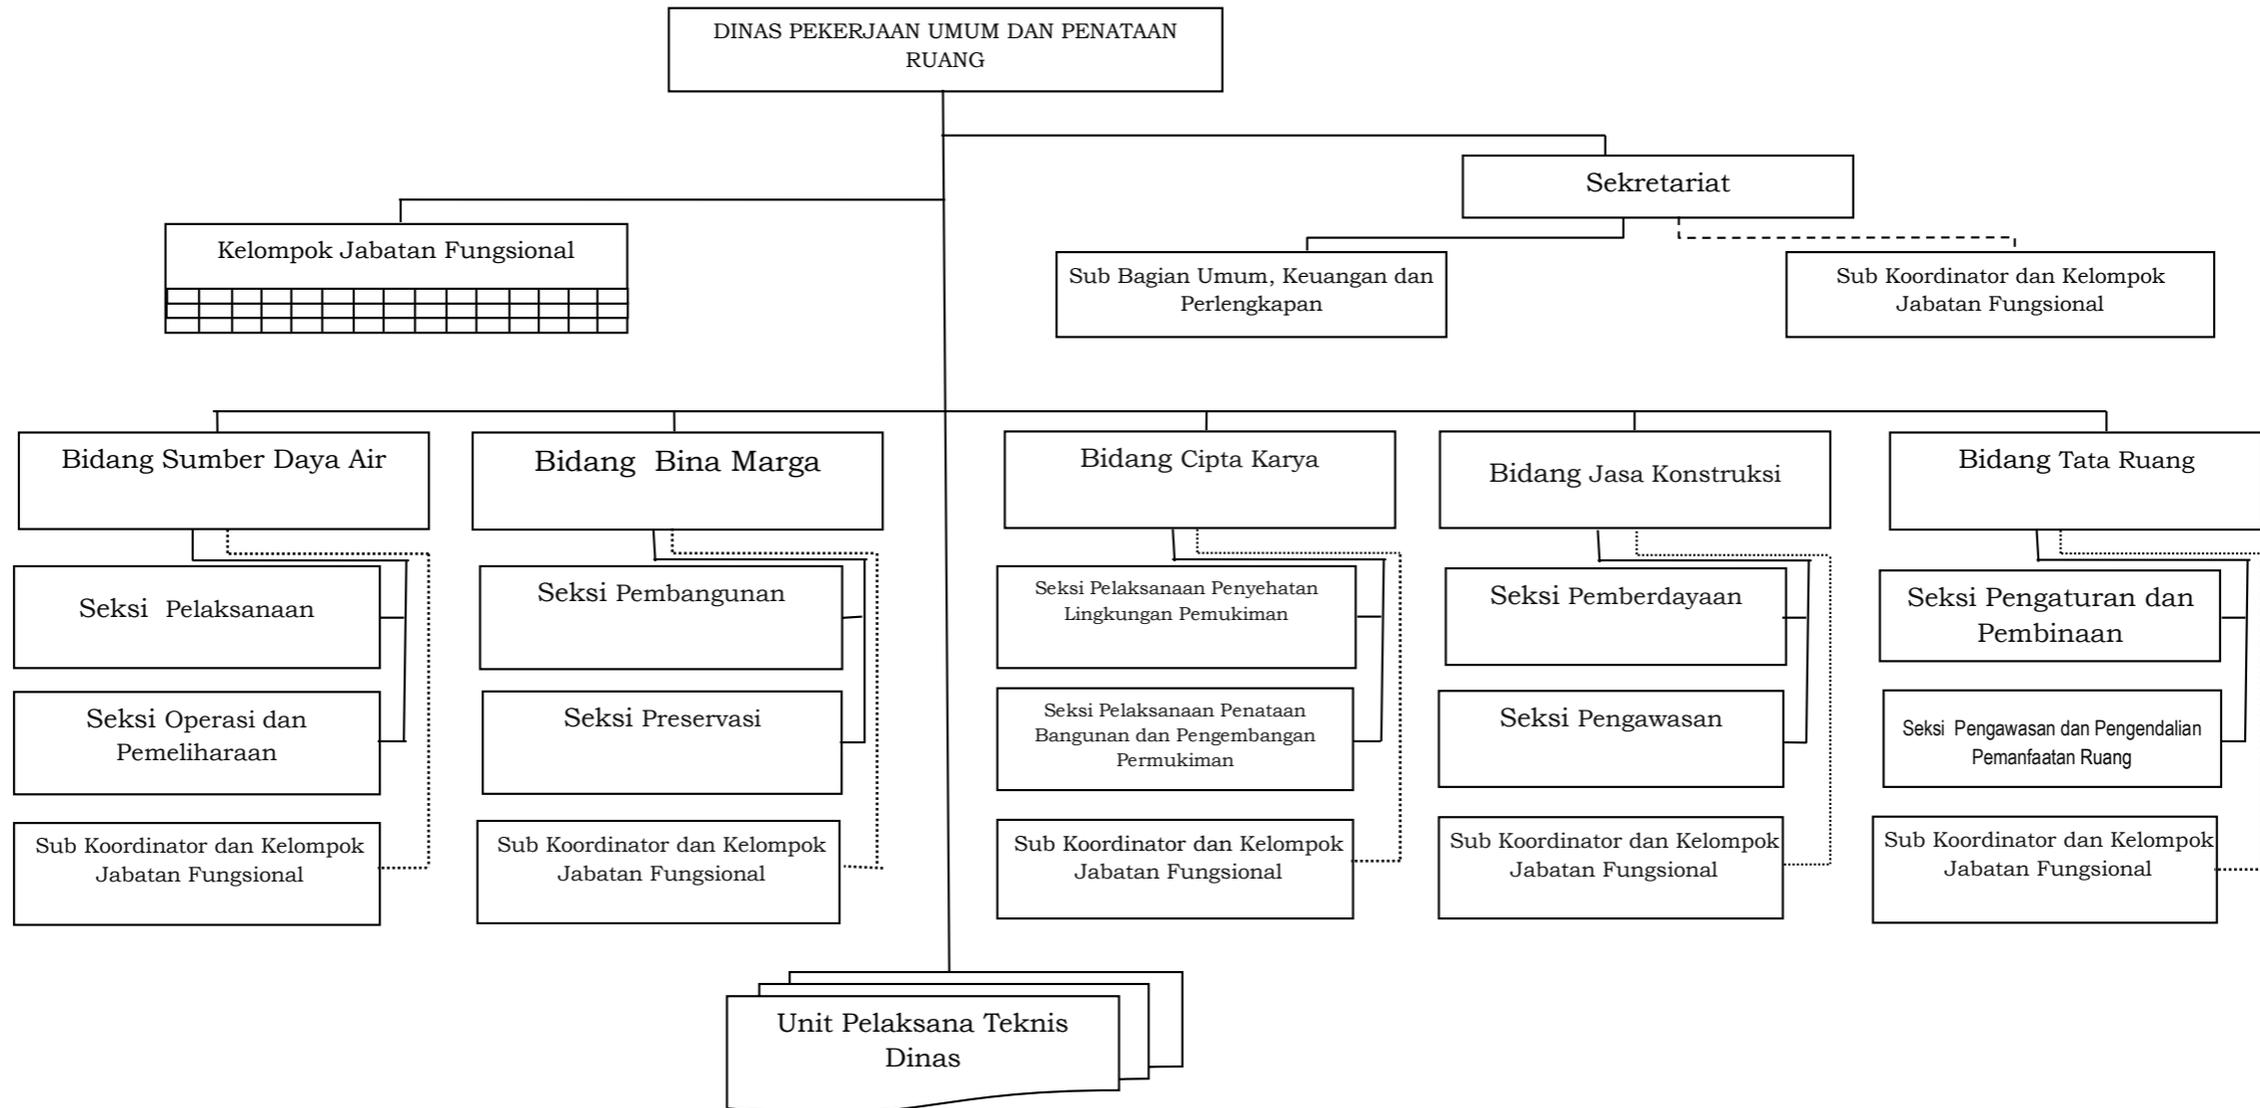 DINAS PEKERJAAN UMUM DAN PENATAAN
RUANG
Sekretariat
Kelompok Jabatan Fungsional
Sub Bagian Umum, Keuangan dan
Perlengkapan
Sub Koordinator dan Kelompok
Jabatan Fungsional
Bidang Sumber Daya Air
Bidang  Bina Marga
Bidang Cipta Karya
Bidang Jasa Konstruksi
Bidang Tata Ruang
Seksi  Pelaksanaan
Seksi Pembangunan
Seksi Pelaksanaan Penyehatan
Lingkungan Pemukiman
Seksi Pemberdayaan
Seksi Pengaturan dan
Pembinaan
Seksi Operasi dan
Pemeliharaan
Seksi Preservasi
Seksi Pelaksanaan Penataan
Bangunan dan Pengembangan
Permukiman
Seksi Pengawasan
Seksi  Pengawasan dan Pengendalian
Pemanfaatan Ruang
Sub Koordinator dan Kelompok
Jabatan Fungsional
Sub Koordinator dan Kelompok
Jabatan Fungsional
Sub Koordinator dan Kelompok
Jabatan Fungsional
Sub Koordinator dan Kelompok
Jabatan Fungsional
Sub Koordinator dan Kelompok
Jabatan Fungsional
Unit Pelaksana Teknis
Dinas